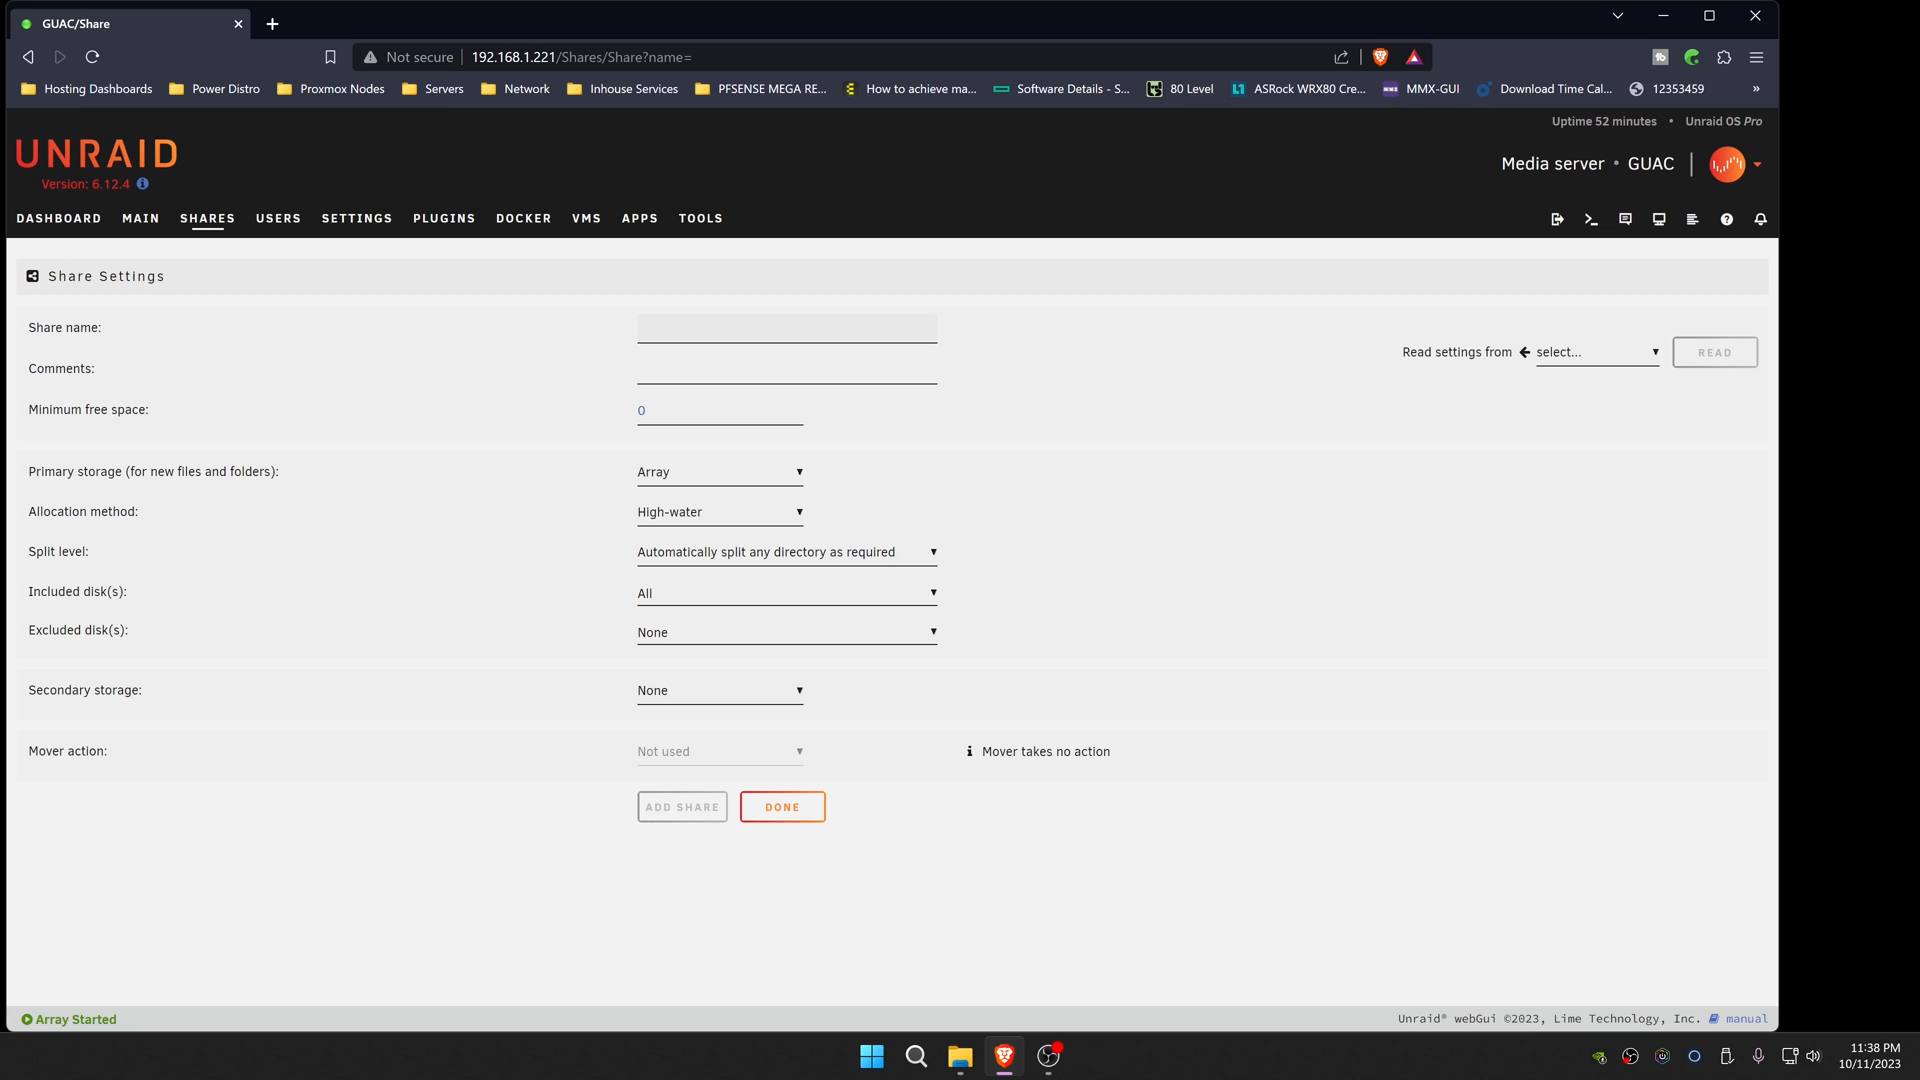 GUAC/Share
Not secure 192.168.1.221/Shares/Share?name=
Hosting Dashboards Power Distro Proxmox Nodes Servers Network Inhouse Services PFSENSE MEGA RE... How to achieve ma... Software Details - S... 80 Level ASRock WRX80 Cre... MMX-GUI Download Time Cal... 12353459 »
Uptime 52 minutes • Unraid OS Pro
UNRAID
Version: 6.12.4
Media server • GUAC
DASHBOARD MAIN SHARES USERS SETTINGS PLUGINS DOCKER VMS APPS TOOLS
Share Settings
Share name:
Read settings from select... READ
Comments:
Minimum free space: 0
Primary storage (for new files and folders): Array
Allocation method: High-water
Split level: Automatically split any directory as required
Included disk(s): All
Excluded disk(s): None
Secondary storage: None
Mover action: Not used Mover takes no action
ADD SHARE DONE
Array Started
Unraid® webGui ©2023, Lime Technology, Inc. manual
11:38 PM
10/11/2023